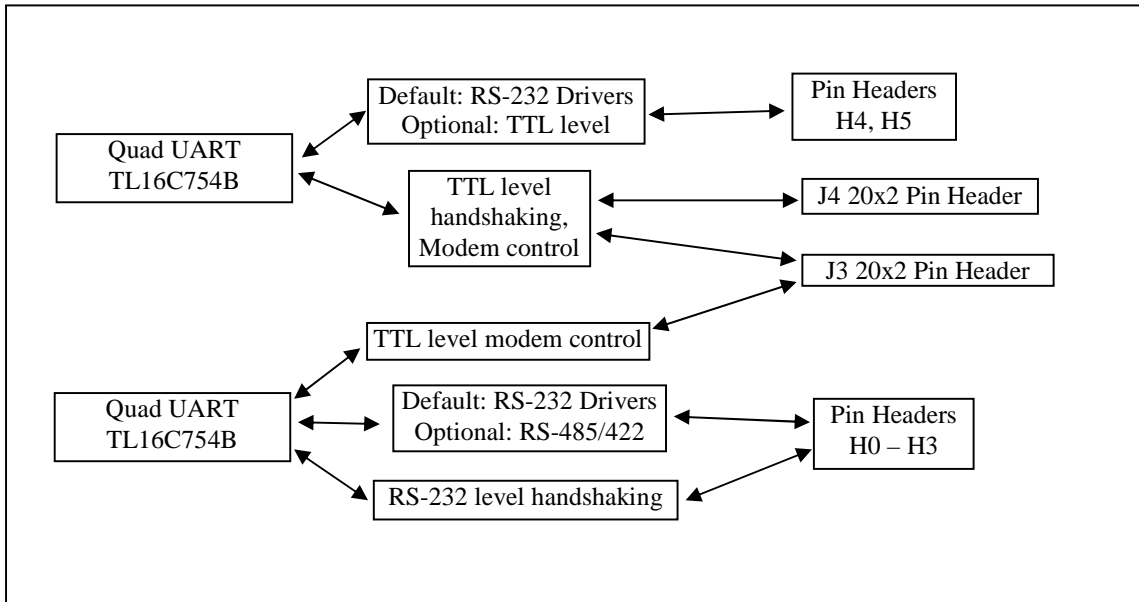 Default: RS-232 Drivers
Optional: TTL level
Pin Headers
H4, H5
Quad UART
TL16C754B
TTL level
handshaking,
Modem control
J4 20x2 Pin Header
J3 20x2 Pin Header
TTL level modem control
Quad UART
TL16C754B
Default: RS-232 Drivers
Optional: RS-485/422
Pin Headers
H0 – H3
RS-232 level handshaking